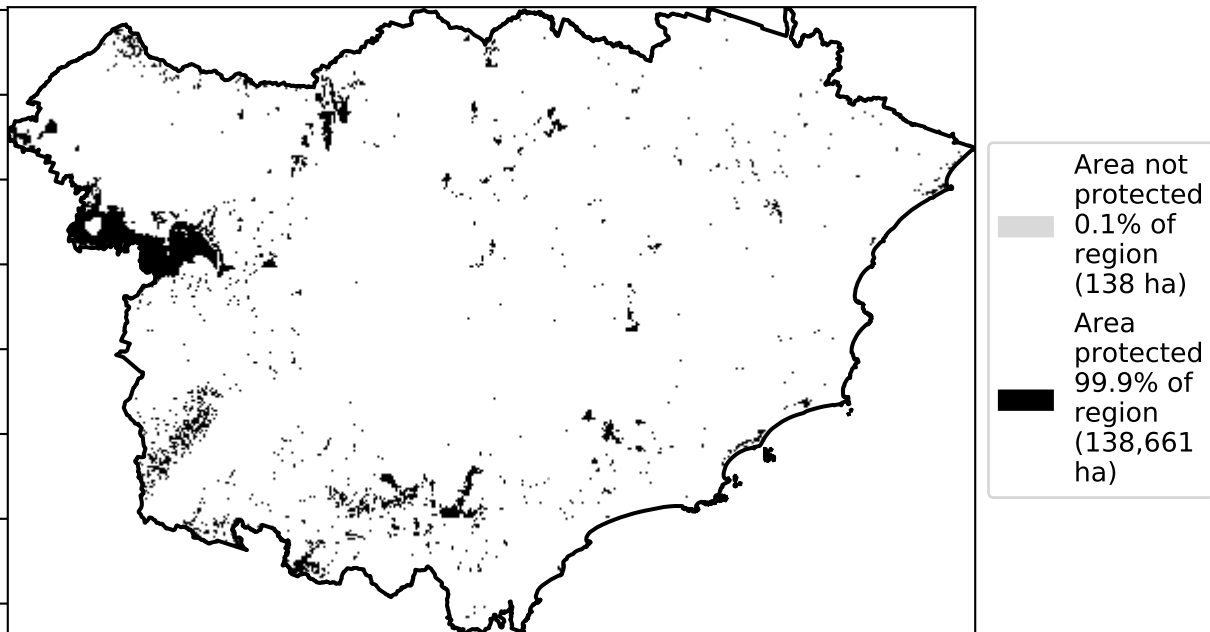 Area not
protected
0.1% of
region
(138 ha)
Area
protected
99.9% of
region
(138,661
ha)